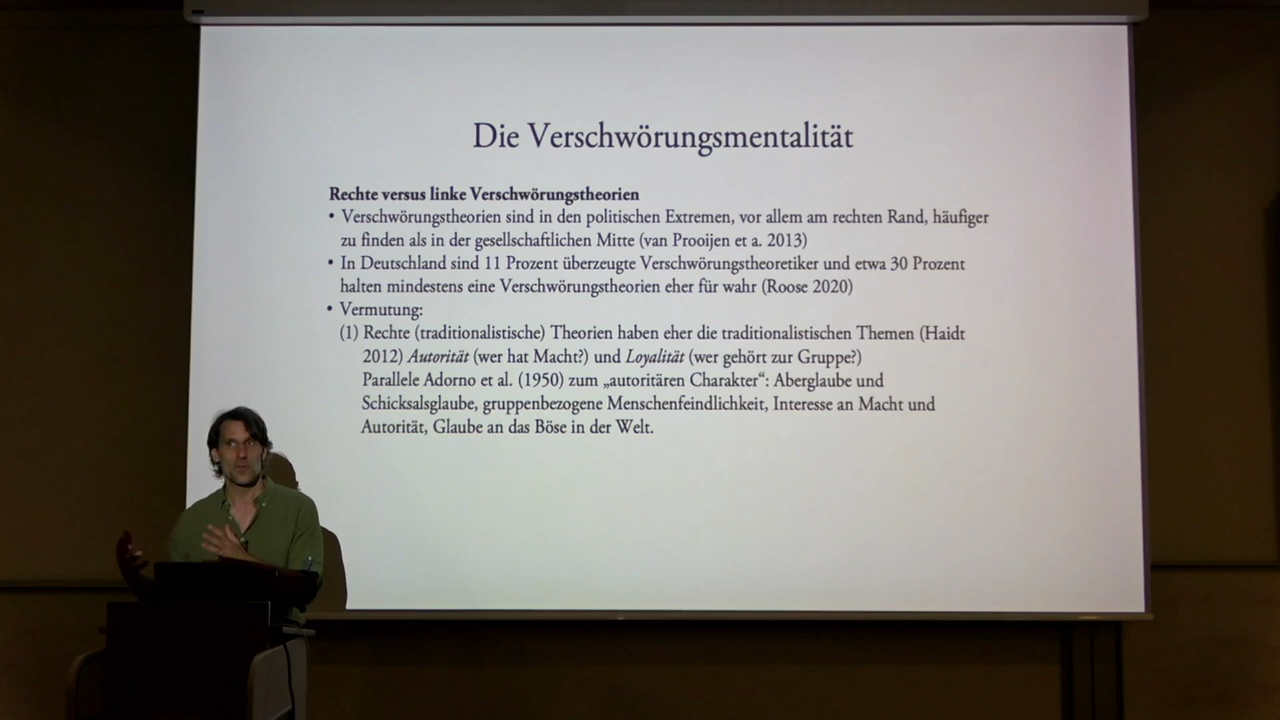 Die Verschwörungsmentalität
Rechte versus linke Verschwörungstheorien
• Verschwörungstheorien sind in den politischen Extremen, vor allem am rechten Rand, häufiger
zu finden als in der gesellschaftlichen Mitte (van Prooijen et a. 2013)
• In Deutschland sind 11 Prozent überzeugte Verschwörungstheoretiker und etwa 30 Prozent
halten mindestens eine Verschwörungstheorien eher für wahr (Roose 2020)
• Vermutung:
(1) Rechte (traditionalistische) Theorien haben eher die traditionalistischen Themen (Haidt
2012) Autorität (wer hat Macht?) und Loyalität (wer gehört zur Gruppe?)
Parallele Adorno et al. (1950) zum „autoritären Charakter“: Aberglaube und
Schicksalsglaube, gruppenbezogene Menschenfeindlichkeit, Interesse an Macht und
Autorität, Glaube an das Böse in der Welt.